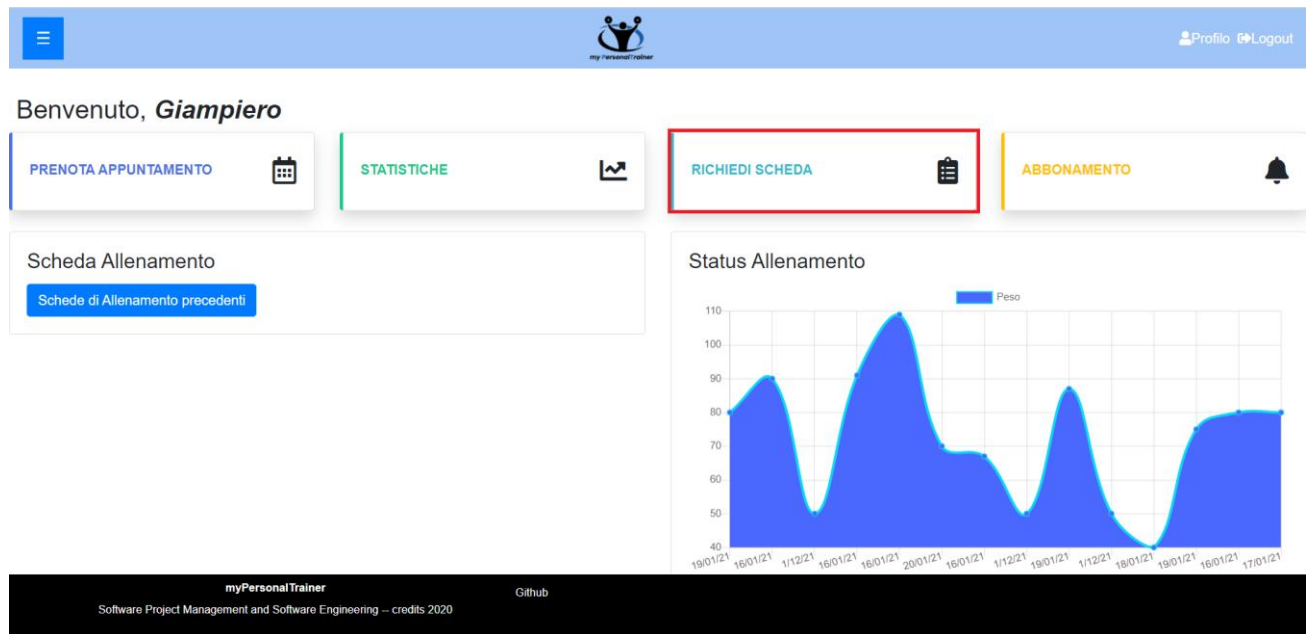 ☰
my PersonalTrainer
Profilo Logout
Benvenuto, Giampiero
PRENOTA APPUNTAMENTO
STATISTICHE
RICHIEDI SCHEDA
ABBONAMENTO
Scheda Allenamento
Schede di Allenamento precedenti
Status Allenamento
Peso
110
100
90
80
70
60
50
40
19/01/21 16/01/21 1/12/21 16/01/21 16/01/21 20/01/21 16/01/21 1/12/21 19/01/21 1/12/21 18/01/21 19/01/21 16/01/21 17/01/21
myPersonalTrainer
Github
Software Project Management and Software Engineering -- credits 2020